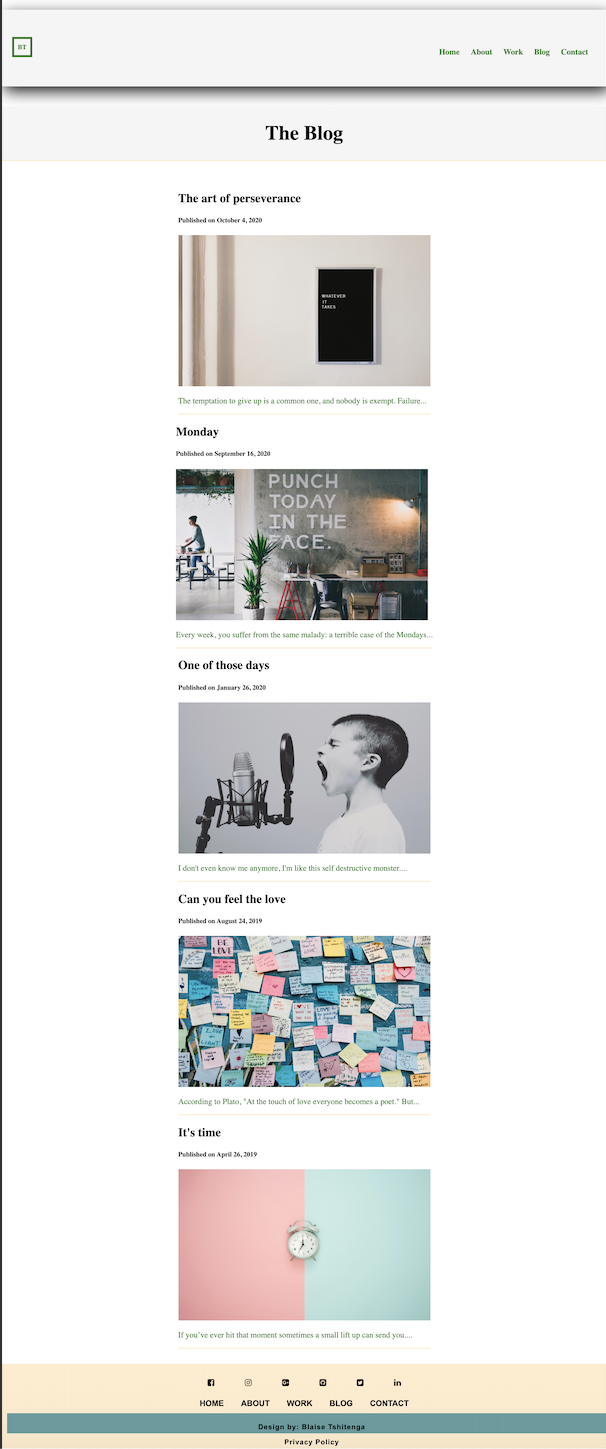 BT
Home About Work Blog Contact
The Blog
The art of perseverance
Published on October 4, 2020
WHATEVER
IT
TAKES
The temptation to give up is a common one, and nobody is exempt. Failure...
Monday
Published on September 16, 2020
PUNCH
TODAY
IN THE
FACE.
Every week, you suffer from the same malady: a terrible case of the Mondays...
One of those days
Published on January 26, 2020
I don't even know me anymore, I'm like this self destructive monster....
Can you feel the love
Published on August 24, 2019
BE
LOVE
According to Plato, "At the touch of love everyone becomes a poet." But...
It's time
Published on April 26, 2019
If you've ever hit that moment sometimes a small lift up can send you....
HOME ABOUT WORK BLOG CONTACT
Design by: Blaise Tshitenga
Privacy Policy